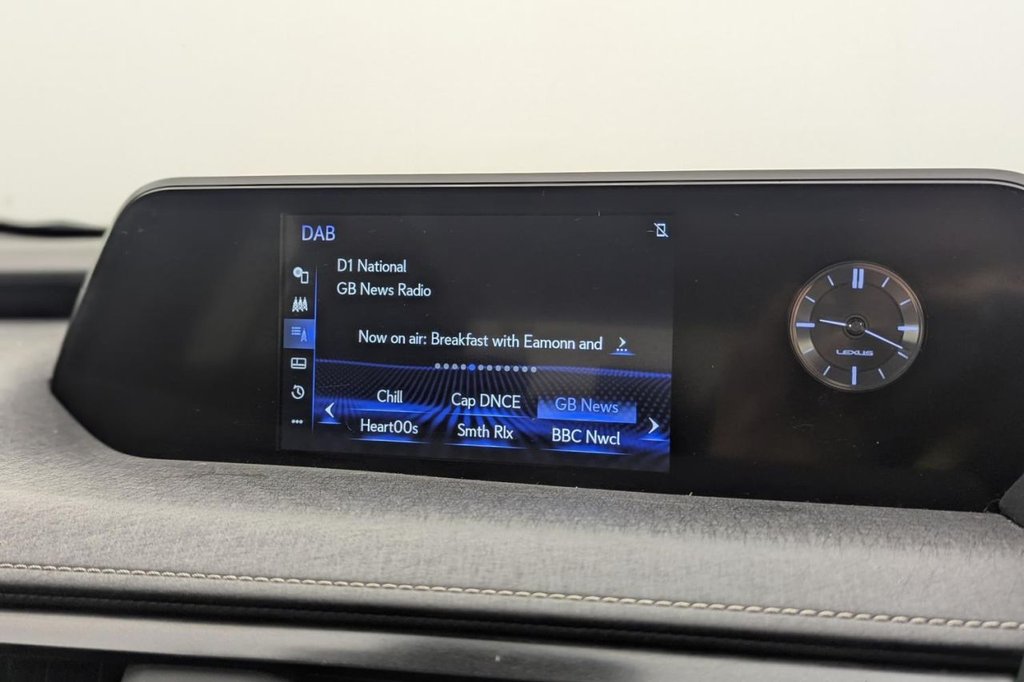 DAB
D1 National
GB News Radio
Now on air: Breakfast with Eamonn and
Chill
Cap DNCE
GB News
Heart00s
Smth Rlx
BBC Nwcl
LEXUS